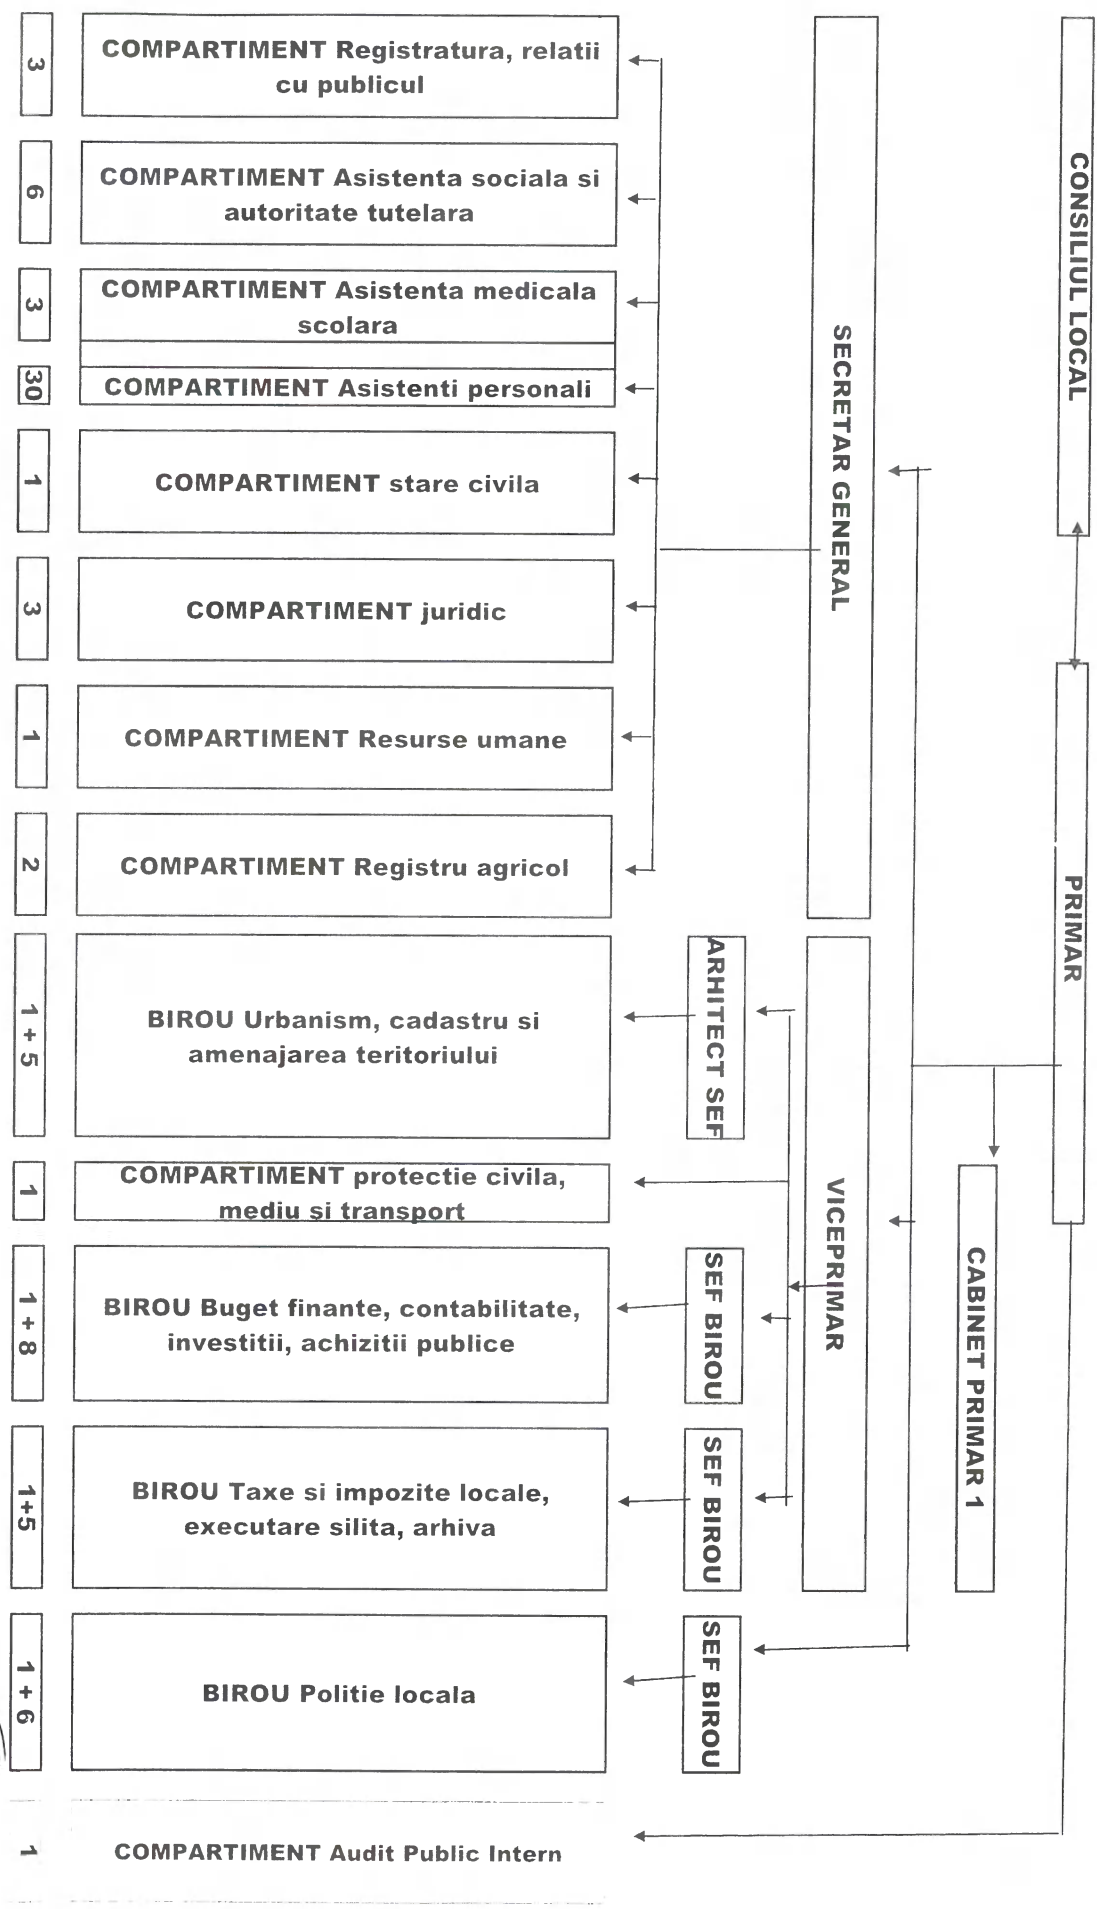 CONSILIUL LOCAL
PRIMAR
CABINET PRIMAR 1
SECRETAR GENERAL
VICEPRIMAR
ARHITECT SEF
SEF BIROU
SEF BIROU
SEF BIROU
COMPARTIMENT Registratura, relatii
cu publicul
3
COMPARTIMENT Asistenta sociala si
autoritate tutelara
6
COMPARTIMENT Asistenta medicala
scolara
3
COMPARTIMENT Asistenti personali
30
COMPARTIMENT stare civila
1
COMPARTIMENT juridic
3
COMPARTIMENT Resurse umane
1
COMPARTIMENT Registru agricol
2
BIROU Urbanism, cadastru si
amenajarea teritoriului
1 + 5
COMPARTIMENT protectie civila,
mediu si transport
1
BIROU Buget finante, contabilitate,
investitii, achizitii publice
1 + 8
BIROU Taxe si impozite locale,
executare silita, arhiva
1+5
BIROU Politie locala
1 + 6
COMPARTIMENT Audit Public Intern
1